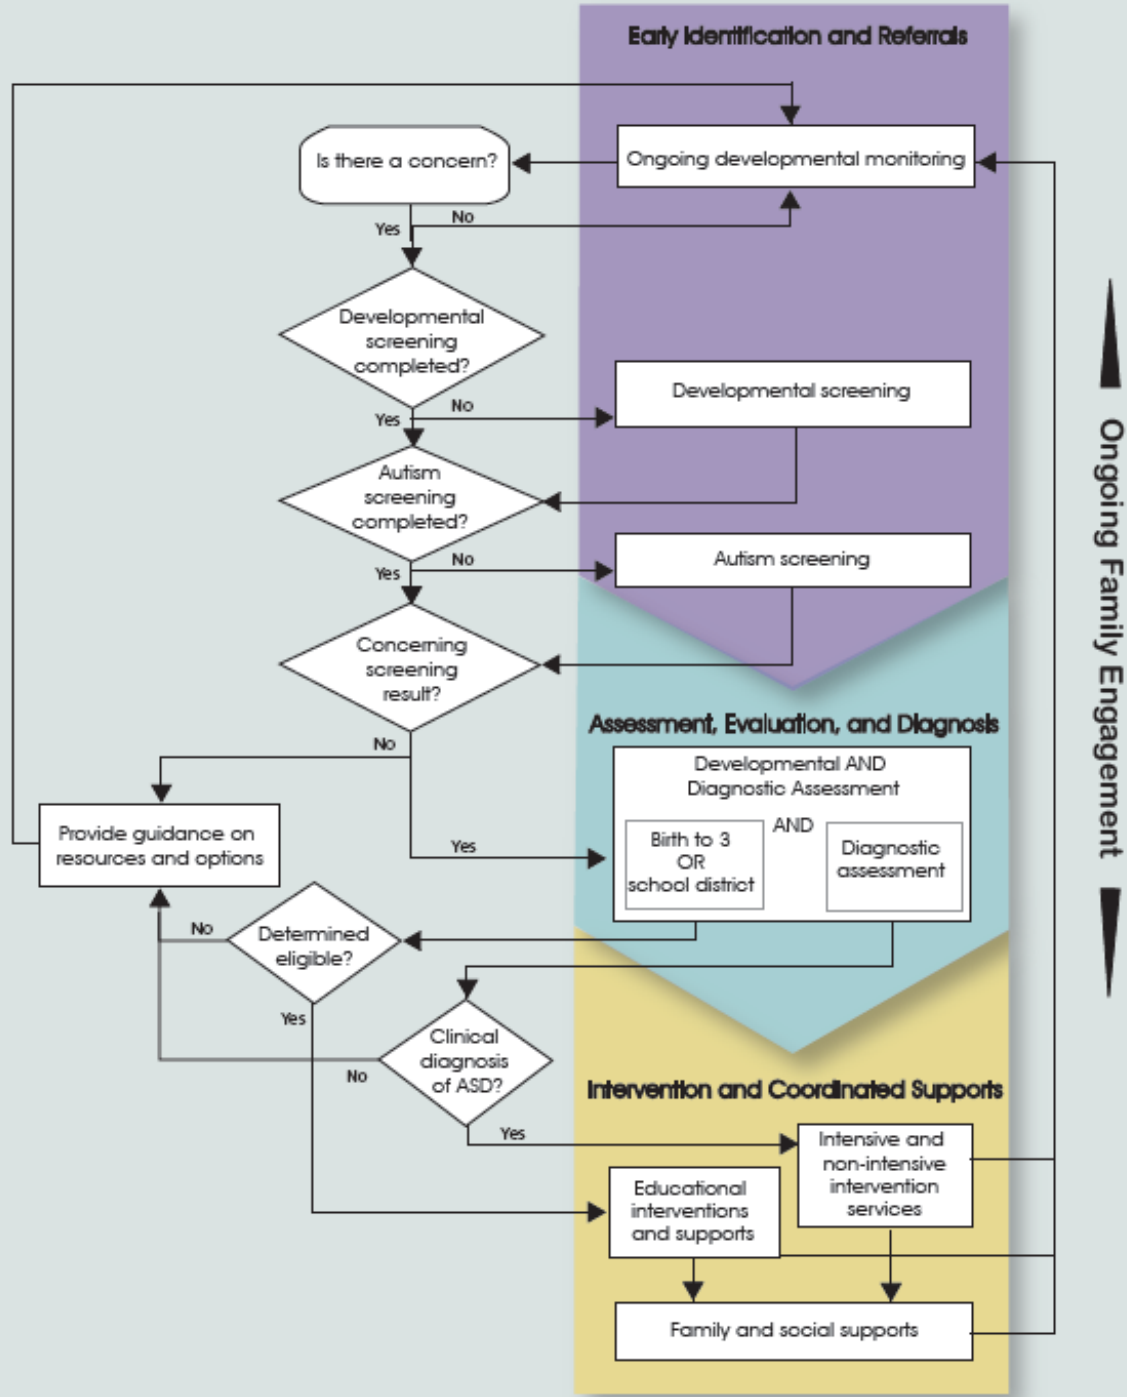 Early Identification and Referrals
Is there a concern?
Ongoing developmental monitoring
No
Yes
Developmental
screening
completed?
Developmental screening
No
Yes
Autism
screening
completed?
Autism screening
No
Yes
Concerning
screening
result?
Ongoing Family Engagement
Assessment, Evaluation, and Diagnosis
No
Developmental AND
Diagnostic Assessment
AND
Birth to 3
OR
school district
Diagnostic
assessment
Provide guidance on
resources and options
Yes
No
Determined
eligible?
Yes
Clinical
diagnosis
of ASD?
No
Intervention and Coordinated Supports
Yes
Intensive and
non-intensive
intervention
services
Educational
interventions
and supports
Family and social supports